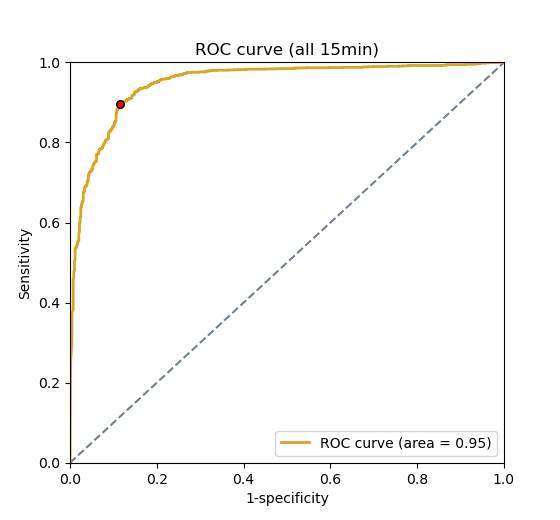 ROC curve (all 15min)
1.0
0.8
0.6
0.4
0.2
0.0
Sensitivity
0.0 0.2 0.4 0.6 0.8 1.0
1-specificity
ROC curve (area = 0.95)